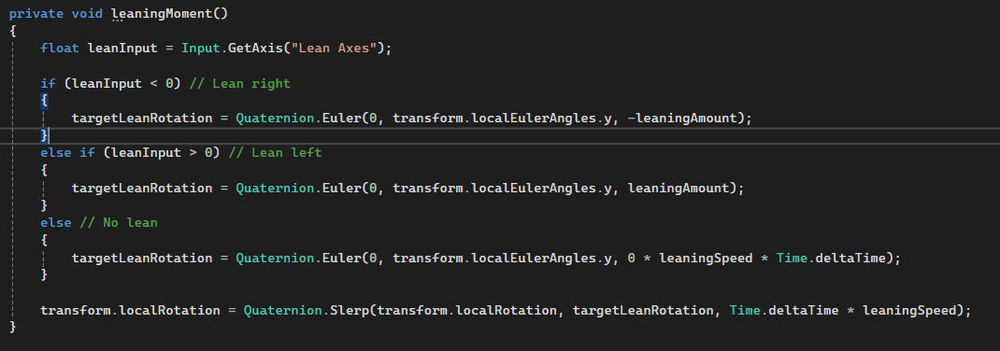 private void leaningMoment()
{
float leanInput = Input.GetAxis("Lean Axes");
if (leanInput < 0) // Lean right
{
targetLeanRotation = Quaternion.Euler(0, transform.localEulerAngles.y, -leaningAmount);
}
else if (leanInput > 0) // Lean left
{
targetLeanRotation = Quaternion.Euler(0, transform.localEulerAngles.y, leaningAmount);
}
else // No lean
{
targetLeanRotation = Quaternion.Euler(0, transform.localEulerAngles.y, 0 * leaningSpeed * Time.deltaTime);
}
transform.localRotation = Quaternion.Slerp(transform.localRotation, targetLeanRotation, Time.deltaTime * leaningSpeed);
}